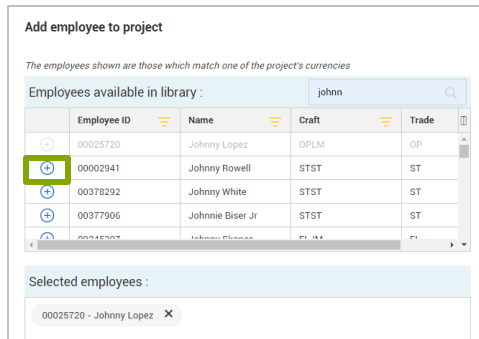 Add employee to project
The employees shown are those which match one of the project's currencies
Employees available in library : johnn
Employee ID Name Craft Trade
00025720 Johnny Lopez OPLM OP
00002941 Johnny Rowell STST ST
00378292 Johnny White STST ST
00377906 Johnnie Biser Jr STST ST
Selected employees :
00025720 - Johnny Lopez ✕